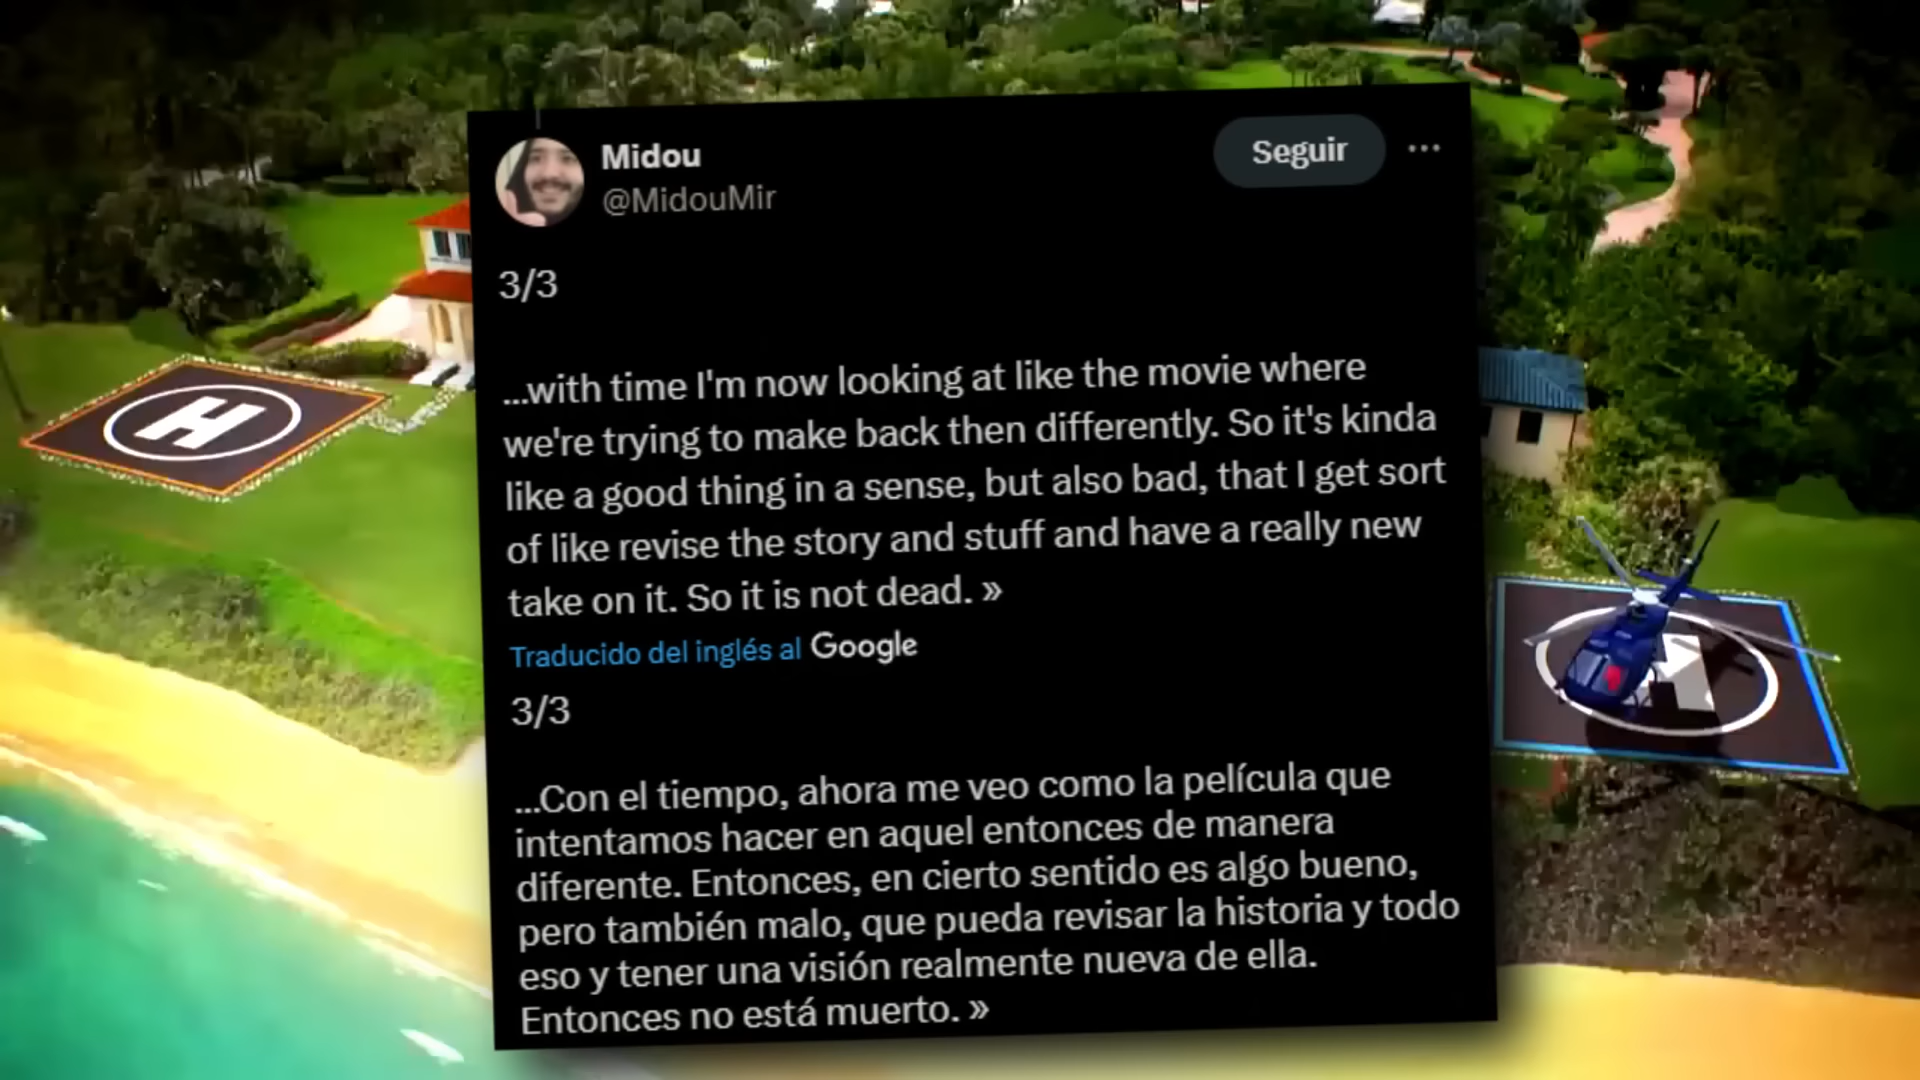 Midou
@MidouMir
Seguir
3/3
...with time I'm now looking at like the movie where
we're trying to make back then differently. So it's kinda
like a good thing in a sense, but also bad, that I get sort
of like revise the story and stuff and have a really new
take on it. So it is not dead. »
Traducido del inglés al Google
3/3
...Con el tiempo, ahora me veo como la película que
intentamos hacer en aquel entonces de manera
diferente. Entonces, en cierto sentido es algo bueno,
pero también malo, que pueda revisar la historia y todo
eso y tener una visión realmente nueva de ella.
Entonces no está muerto. »
H